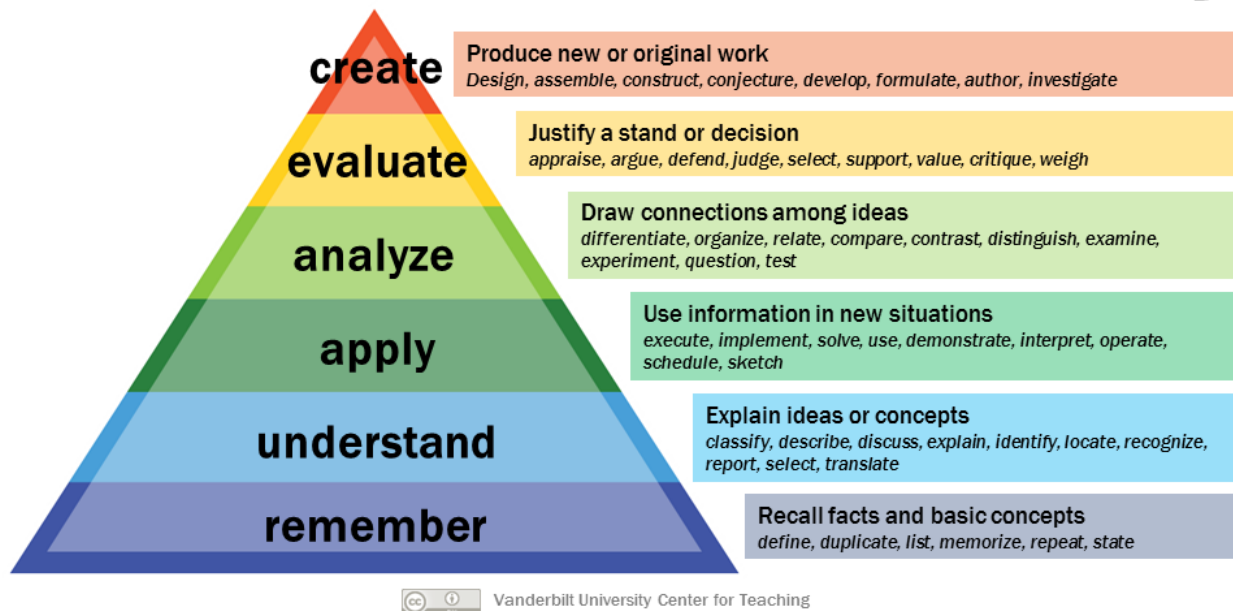 create
Produce new or original work
Design, assemble, construct, conjecture, develop, formulate, author, investigate
evaluate
Justify a stand or decision
appraise, argue, defend, judge, select, support, value, critique, weigh
analyze
Draw connections among ideas
differentiate, organize, relate, compare, contrast, distinguish, examine,
experiment, question, test
apply
Use information in new situations
execute, implement, solve, use, demonstrate, interpret, operate,
schedule, sketch
understand
Explain ideas or concepts
classify, describe, discuss, explain, identify, locate, recognize,
report, select, translate
remember
Recall facts and basic concepts
define, duplicate, list, memorize, repeat, state
cc
Vanderbilt University Center for Teaching